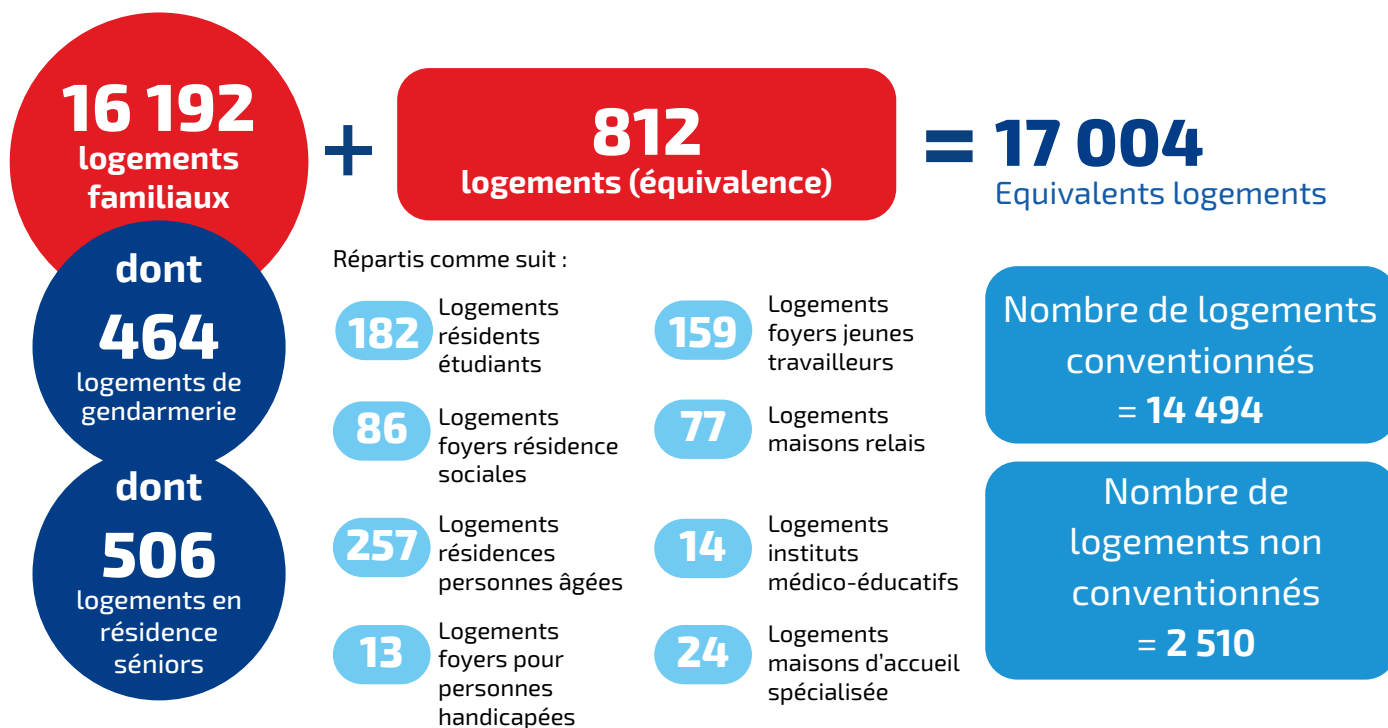 16 192
logements
familiaux
+
812
logements (équivalence)
= 17 004
Equivalents logements
dont
464
logements de
gendarmerie
dont
506
logements en
résidence
séniors
Répartis comme suit :
182
Logements
résidents
étudiants
159
Logements
foyers jeunes
travailleurs
86
Logements
foyers résidence
sociales
77
Logements
maisons relais
257
Logements
résidences
personnes âgées
14
Logements
instituts
médico-éducatifs
13
Logements
foyers pour
personnes
handicapées
24
Logements
maisons d'accueil
spécialisée
Nombre de logements
conventionnés
= 14 494
Nombre de
logements non
conventionnés
= 2 510